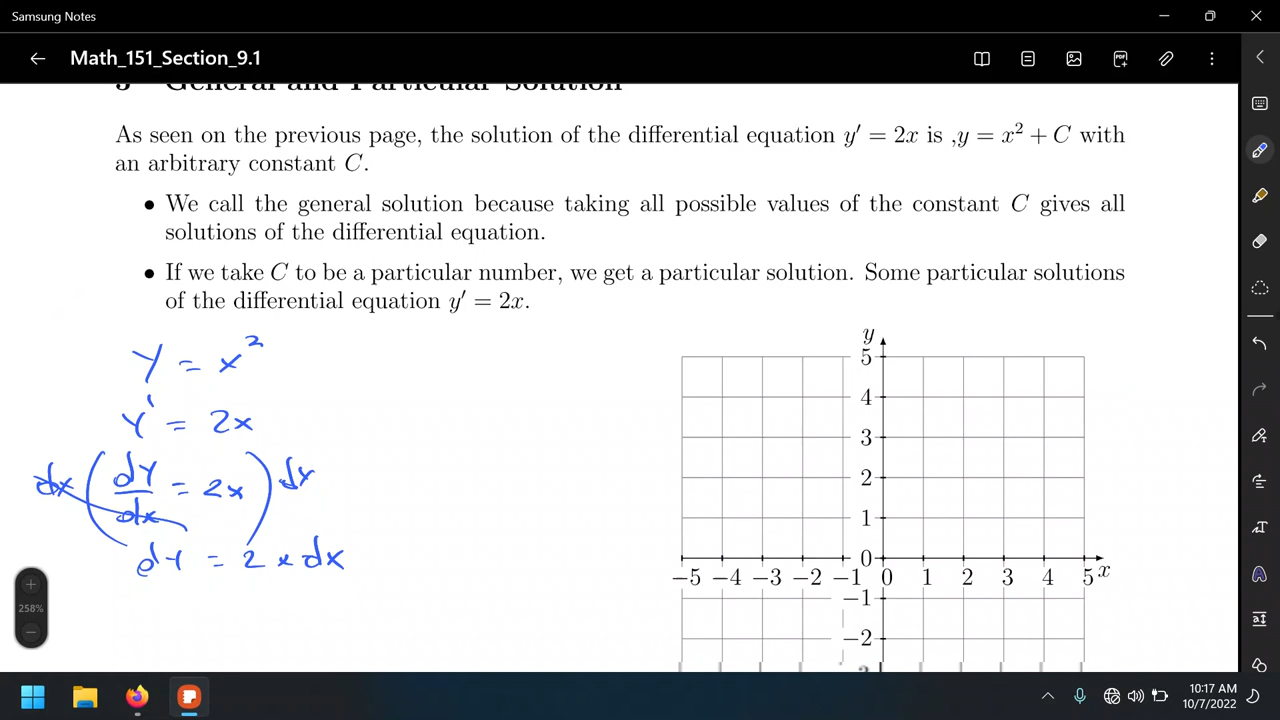 Samsung Notes
Math_151_Section_9.1
General and Particular Solution
As seen on the previous page, the solution of the differential equation y′ = 2x is ,y = x² + C with
an arbitrary constant C.
• We call the general solution because taking all possible values of the constant C gives all
solutions of the differential equation.
• If we take C to be a particular number, we get a particular solution. Some particular solutions
of the differential equation y′ = 2x.
y = x²
y' = 2x
dx ( dy/dx = 2x ) dx
dy = 2x dx
y
5
4
3
2
1
0
−5 −4 −3 −2 −1 0 1 2 3 4 5 x
−1
−2
258%
10:17 AM
10/7/2022